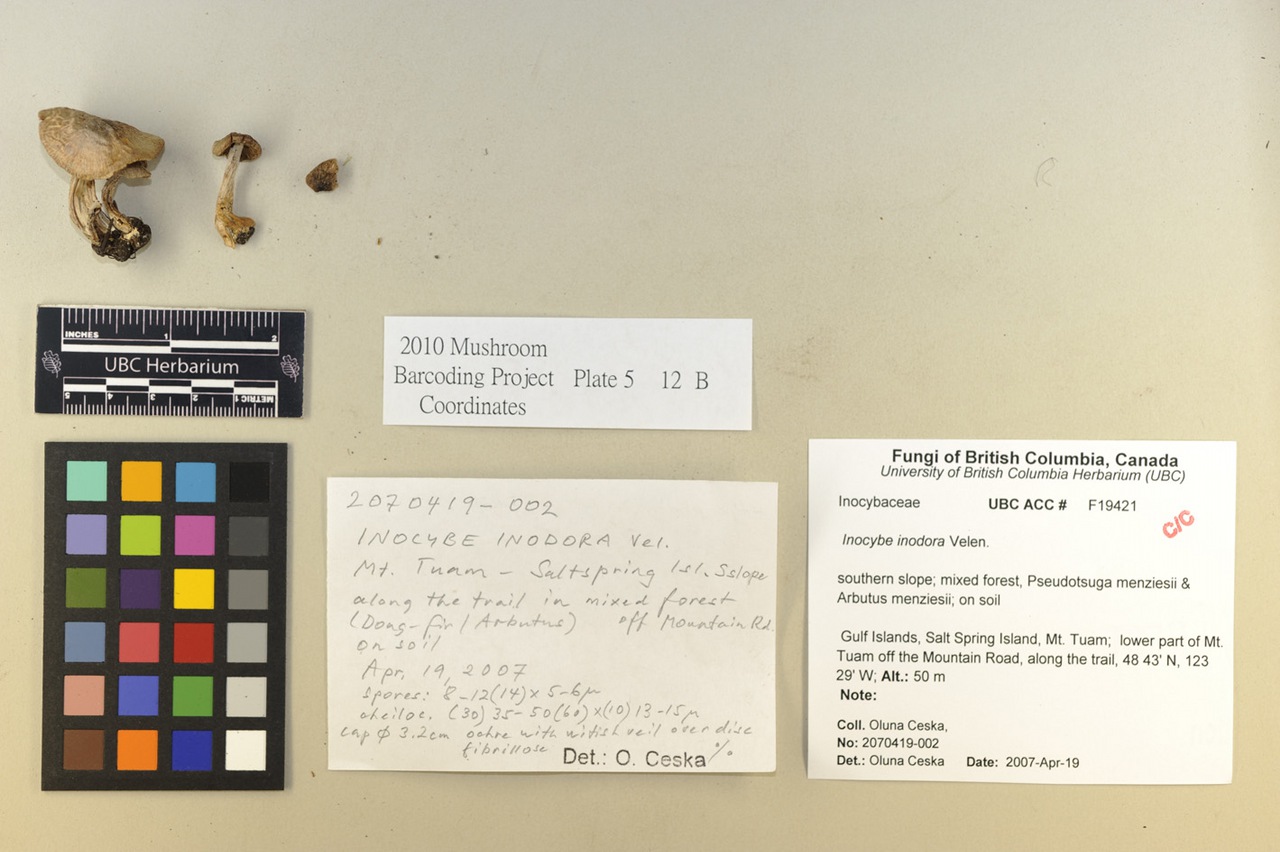 INCHES 1 2
UBC Herbarium
5 4 3 2 1 METRIC
2010 Mushroom
Barcoding Project Plate 5 12 B
Coordinates
2070419-002
INOCYBE INODORA Vel.
Mt. Tuam - Saltspring Isl. S slope
along the trail in mixed forest
(Doug-fir / Arbutus) off Mountain Rd.
on soil
Apr. 19, 2007
spores: 8-12(14) x 5-6µ
cheiloc. (30) 35-50(60) x (10) 13-15µ
cap ϕ 3.2cm ochre with witish veil over disc
fibrillose Det.: O. Ceska
Fungi of British Columbia, Canada
University of British Columbia Herbarium (UBC)
Inocybaceae UBC ACC # F19421
C/C
Inocybe inodora Velen.
southern slope; mixed forest, Pseudotsuga menziesii &
Arbutus menziesii; on soil
Gulf Islands, Salt Spring Island, Mt. Tuam; lower part of Mt.
Tuam off the Mountain Road, along the trail, 48 43' N, 123
29' W; Alt.: 50 m
Note:
Coll. Oluna Ceska,
No: 2070419-002
Det.: Oluna Ceska Date: 2007-Apr-19